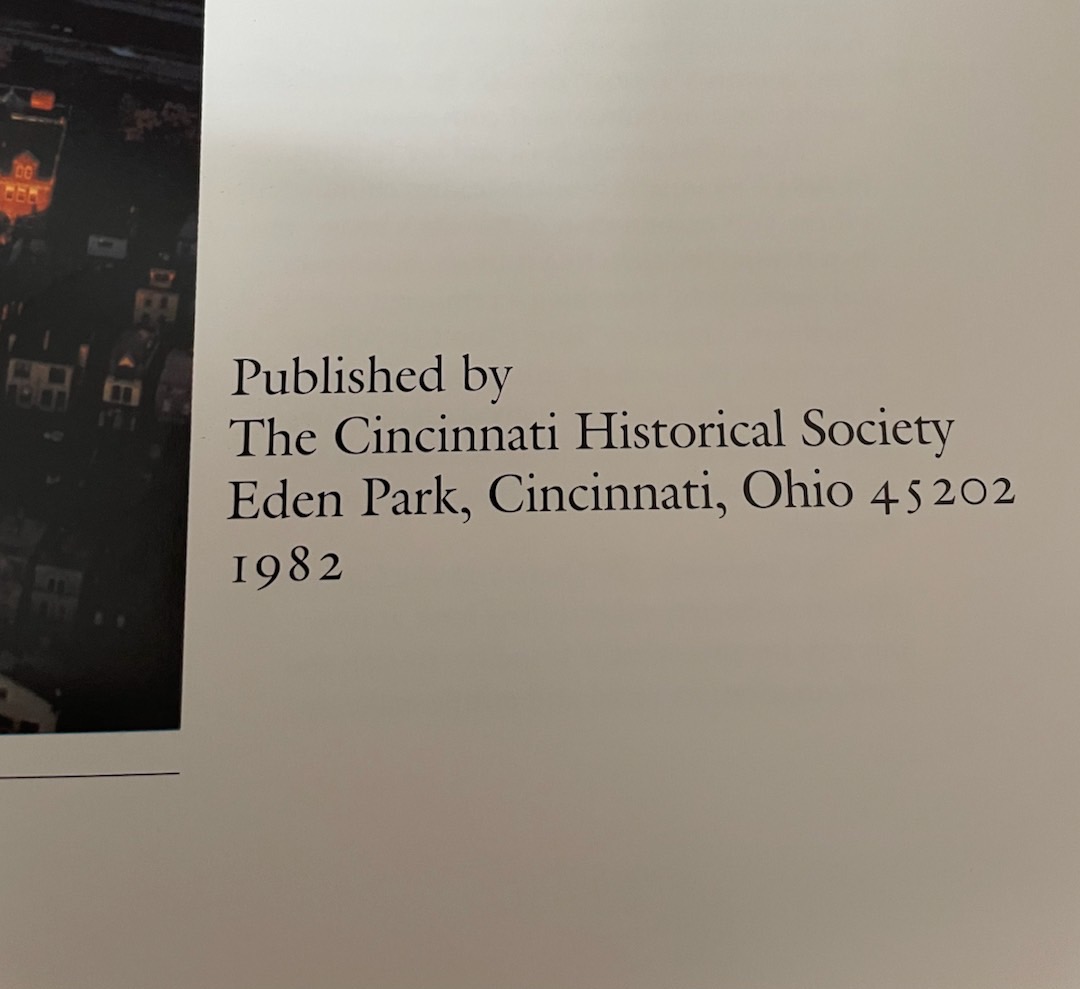 Published by
The Cincinnati Historical Society
Eden Park, Cincinnati, Ohio 45202
1982